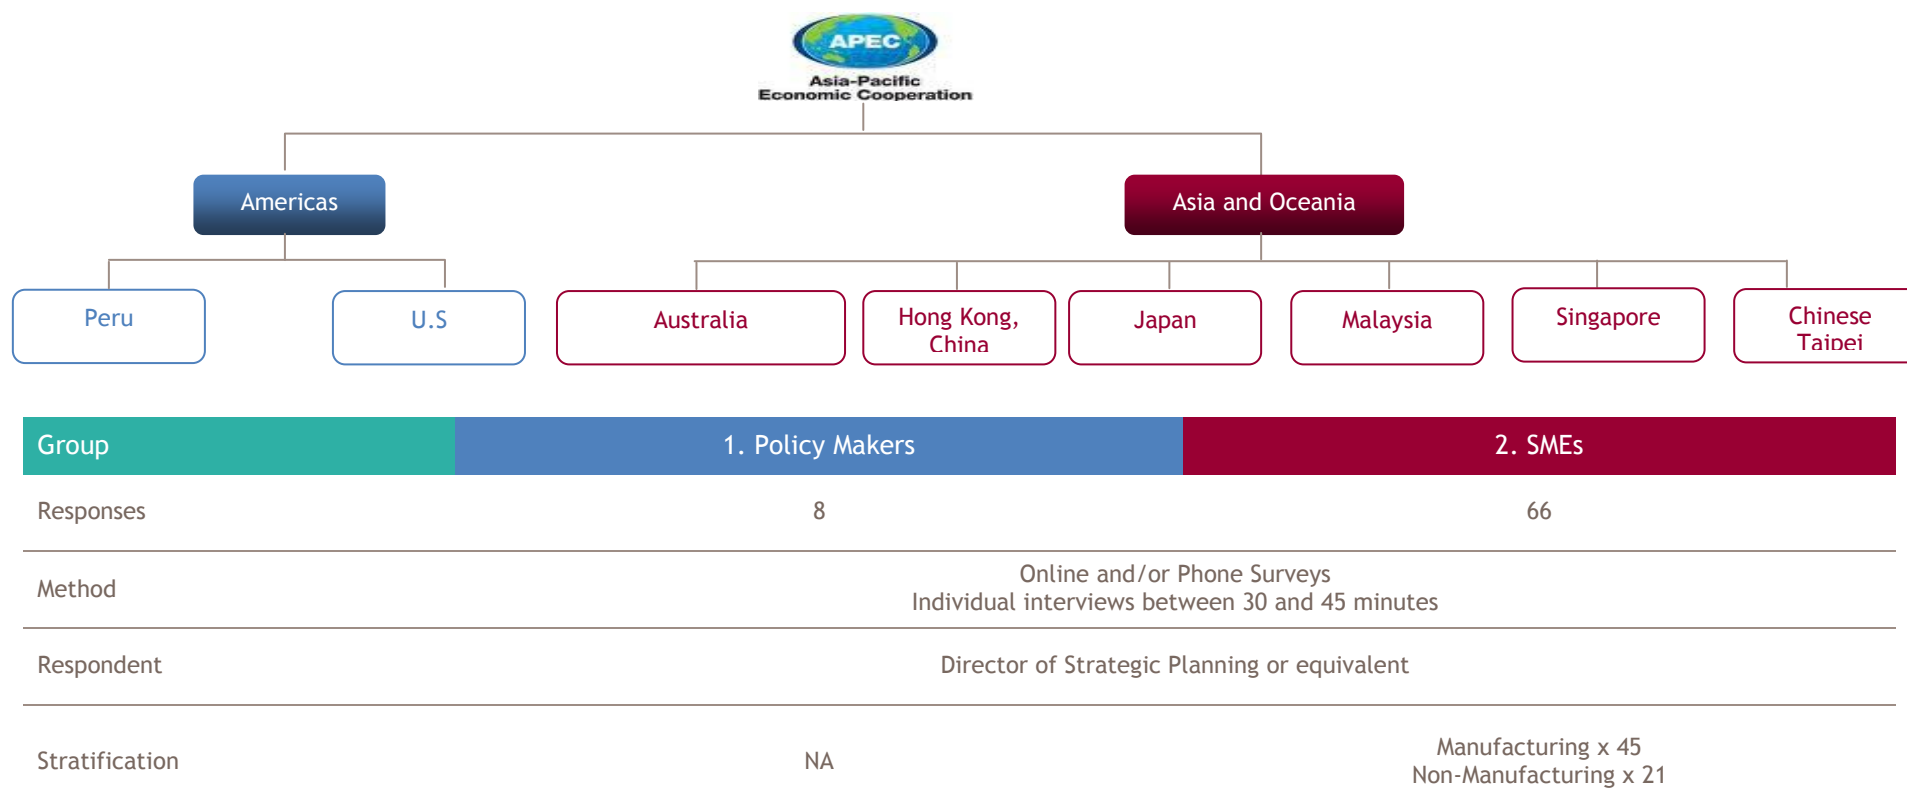 APEC
Asia-Pacific
Economic Cooperation
Americas
Asia and Oceania
Peru
U.S
Australia
Hong Kong,
China
Japan
Malaysia
Singapore
Chinese
Taipei
Group
1. Policy Makers
2. SMEs
Responses
8
66
Method
Online and/or Phone Surveys
Individual interviews between 30 and 45 minutes
Respondent
Director of Strategic Planning or equivalent
Stratification
NA
Manufacturing x 45
Non-Manufacturing x 21